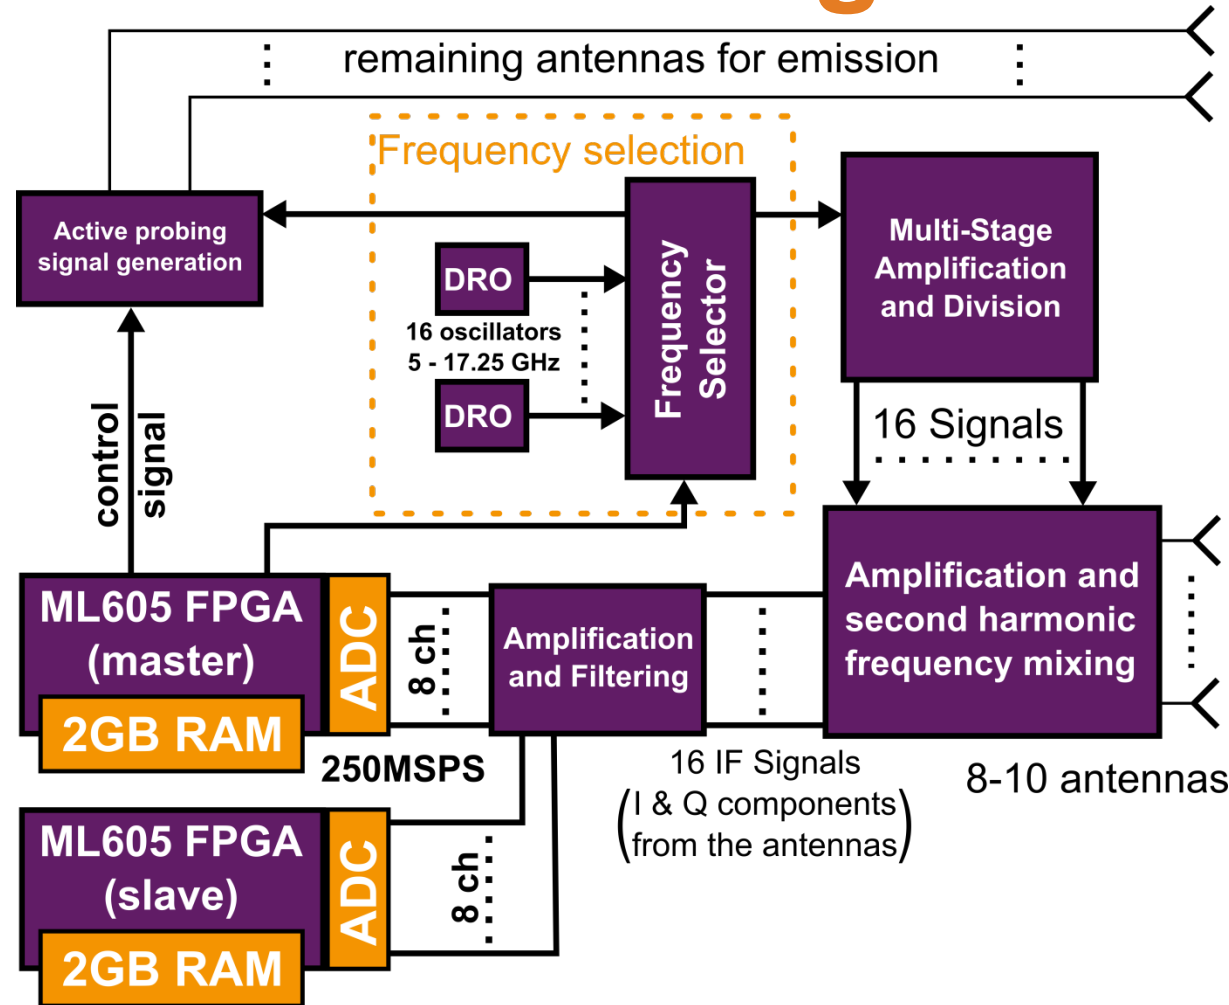 remaining antennas for emission
Frequency selection
Active probing
signal generation
DRO
16 oscillators
5 - 17.25 GHz
DRO
Frequency
Selector
Multi-Stage
Amplification
and Division
16 Signals
control
signal
ML605 FPGA
(master)
2GB RAM
ADC
8 ch
250MSPS
Amplification
and Filtering
16 IF Signals
(I & Q components
from the antennas)
Amplification and
second harmonic
frequency mixing
8-10 antennas
ML605 FPGA
(slave)
2GB RAM
ADC
8 ch